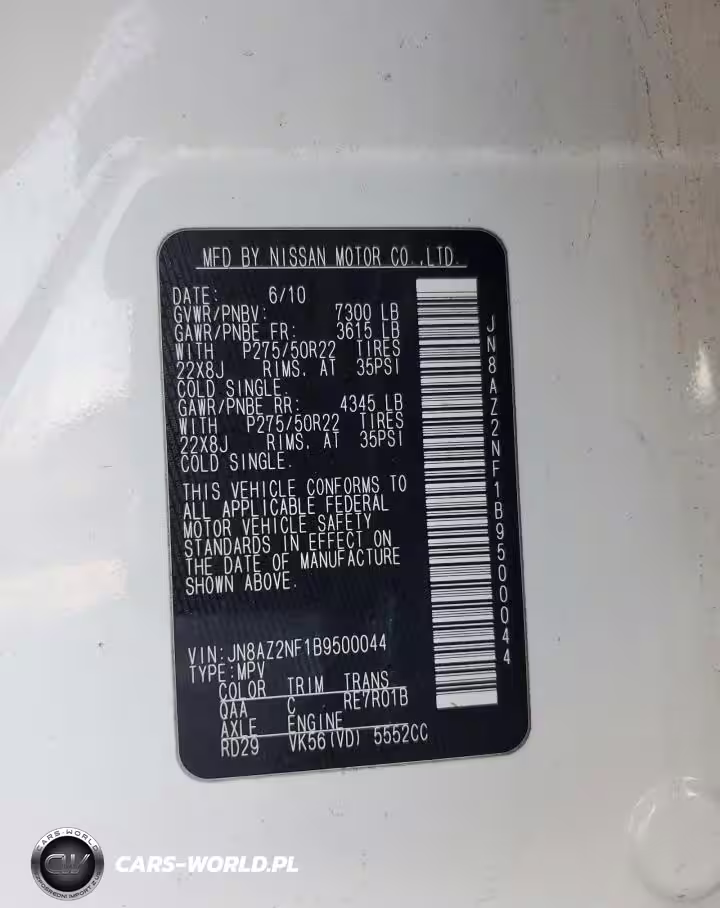 MFD BY NISSAN MOTOR CO.,LTD.
DATE: 6/10
GVWR/PNBV: 7300 LB
GAWR/PNBE FR: 3615 LB
WITH P275/50R22 TIRES
22X8J RIMS, AT 35PSI
COLD SINGLE.
GAWR/PNBE RR: 4345 LB
WITH P275/50R22 TIRES
22X8J RIMS, AT 35PSI
COLD SINGLE.
THIS VEHICLE CONFORMS TO
ALL APPLICABLE FEDERAL
MOTOR VEHICLE SAFETY
STANDARDS IN EFFECT ON
THE DATE OF MANUFACTURE
SHOWN ABOVE.
VIN:JN8AZ2NF1B9500044
TYPE:MPV
COLOR TRIM TRANS
QAA C RE7R01B
AXLE ENGINE
RD29 VK56(VD) 5552CC
JN8AZ2NF1B9500044
CARS-WORLD
CW
CARS-WORLD.PL